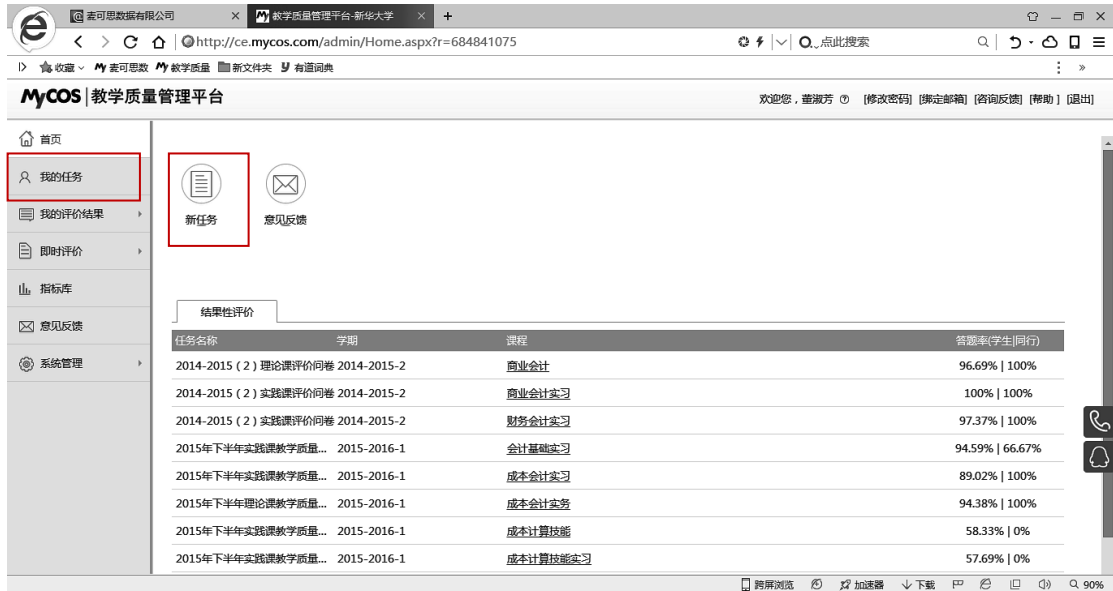 麦可思数据有限公司 × 教学质量管理平台-新华大学 × +
http://ce.mycos.com/admin/Home.aspx?r=684841075 点此搜索
收藏 麦可思数 教学质量 新文件夹 有道词典 »
MyCOS 教学质量管理平台
欢迎您，董淑芳 [修改密码] [绑定邮箱] [咨询反馈] [帮助] [退出]
首页
我的任务
我的评价结果
即时评价
指标库
意见反馈
系统管理
新任务 意见反馈
结果性评价
任务名称 学期 课程 答题率(学生|同行)
2014-2015（2）理论课评价问卷 2014-2015-2 商业会计 96.69% | 100%
2014-2015（2）实践课评价问卷 2014-2015-2 商业会计实习 100% | 100%
2014-2015（2）实践课评价问卷 2014-2015-2 财务会计实习 97.37% | 100%
2015年下半年实践课教学质量... 2015-2016-1 会计基础实习 94.59% | 66.67%
2015年下半年实践课教学质量... 2015-2016-1 成本会计实习 89.02% | 100%
2015年下半年理论课教学质量... 2015-2016-1 成本会计实务 94.38% | 100%
2015年下半年实践课教学质量... 2015-2016-1 成本计算技能 58.33% | 0%
2015年下半年实践课教学质量... 2015-2016-1 成本计算技能实习 57.69% | 0%
跨屏浏览 加速器 下载 90%